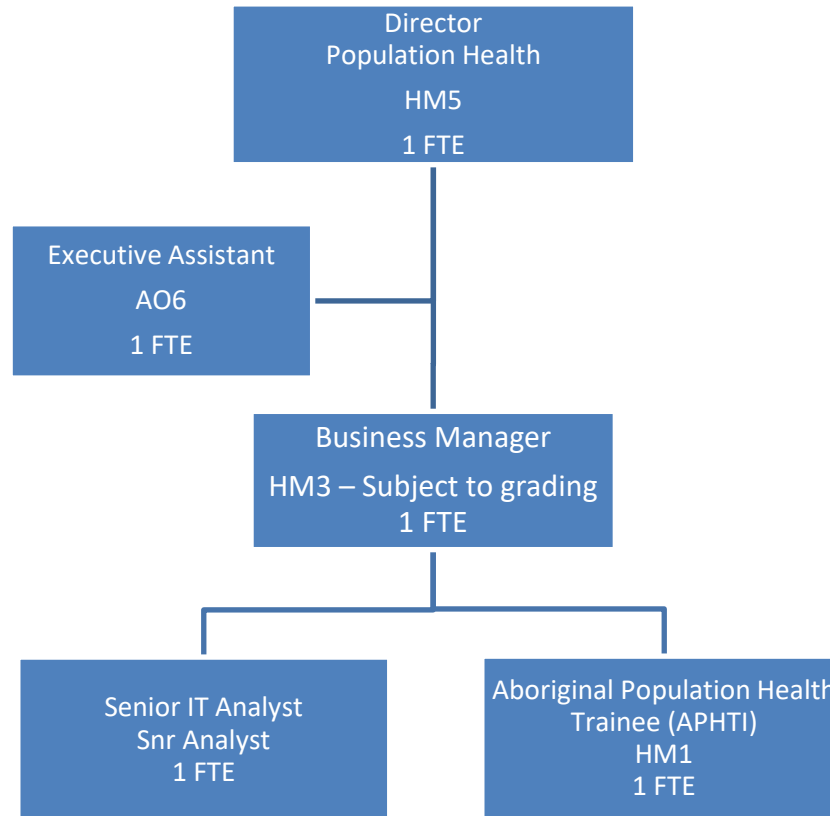 Director
Population Health
HM5
1 FTE
Executive Assistant
AO6
1 FTE
Business Manager
HM3 – Subject to grading
1 FTE
Senior IT Analyst
Snr Analyst
1 FTE
Aboriginal Population Health
Trainee (APHTI)
HM1
1 FTE